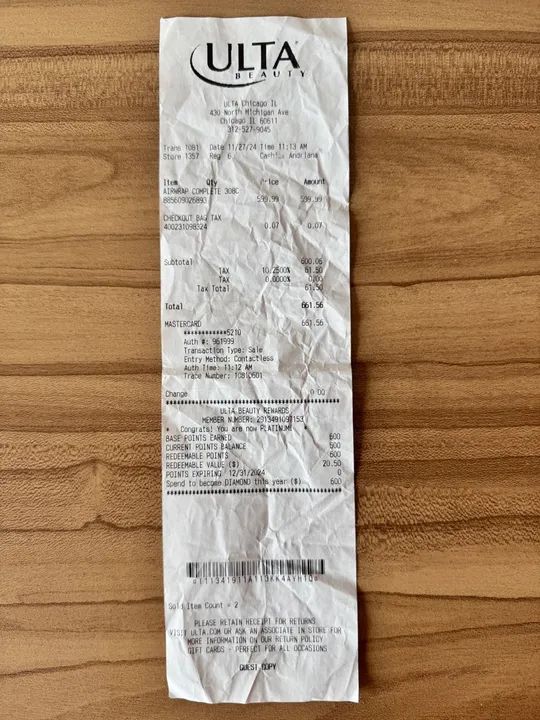 ULTA
BEAUTY
ULTA Chicago IL
430 North Michigan Ave
Chicago IL 60611
312-527-9045
Trans 1081 Date 11/27/24 Time 11:13 AM
Store 1357 Reg 6 Cashier Andriana
Item Qty Price Amount
AIRWRAP COMPLETE 308C
885609026893 599.99 599.99
CHECKOUT BAG TAX
400231098324 0.07 0.07
Subtotal 600.06
TAX 10.2500% 61.50
TAX 0.0000% 0.00
Tax Total 61.50
Total 661.56
MASTERCARD 661.56
************5210
Auth #: 961999
Transaction Type: Sale
Entry Method: Contactless
Auth Time: 11:12 AM
Trace Number: 10810601
Change 0.00
ULTA BEAUTY REWARDS
MEMBER NUMBER: 2913491097153
* Congrats! You are now PLATINUM!
BASE POINTS EARNED 600
CURRENT POINTS BALANCE 600
REDEEMABLE POINTS 600
REDEEMABLE VALUE ($) 20.50
POINTS EXPIRING 12/31/2024 0
Spend to become DIAMOND this year ($) 600
Sold Item Count = 2
PLEASE RETAIN RECEIPT FOR RETURNS
VISIT ULTA.COM OR ASK AN ASSOCIATE IN STORE FOR
MORE INFORMATION ON OUR RETURN POLICY
GIFT CARDS - PERFECT FOR ALL OCCASIONS
GUEST COPY